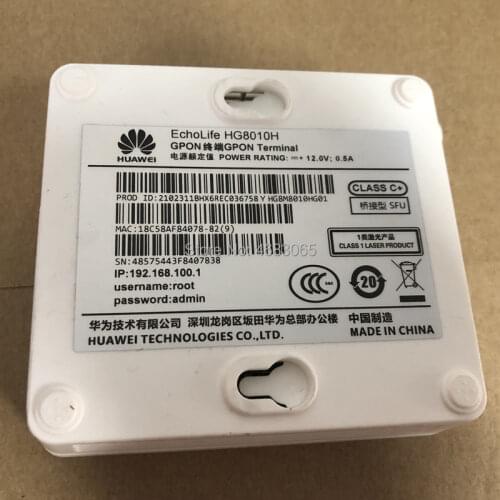 EchoLife HG8010H
GPON 终端GPON Terminal
电源额定值 POWER RATING: ⎓ 12.0V; 0.5A
HUAWEI
CLASS C+
PROD ID:2102311BHX6REC036758 Y HG8M8010HG01
桥接型 SFU
MAC:18C58AF84078-82(9)
1类激光产品
CLASS 1 LASER PRODUCT
SN:48575443F8407838
IP:192.168.100.1
username:root
password:admin
CCC
20
华为技术有限公司 深圳龙岗区坂田华为总部办公楼 中国制造
HUAWEI TECHNOLOGIES CO.,LTD. MADE IN CHINA